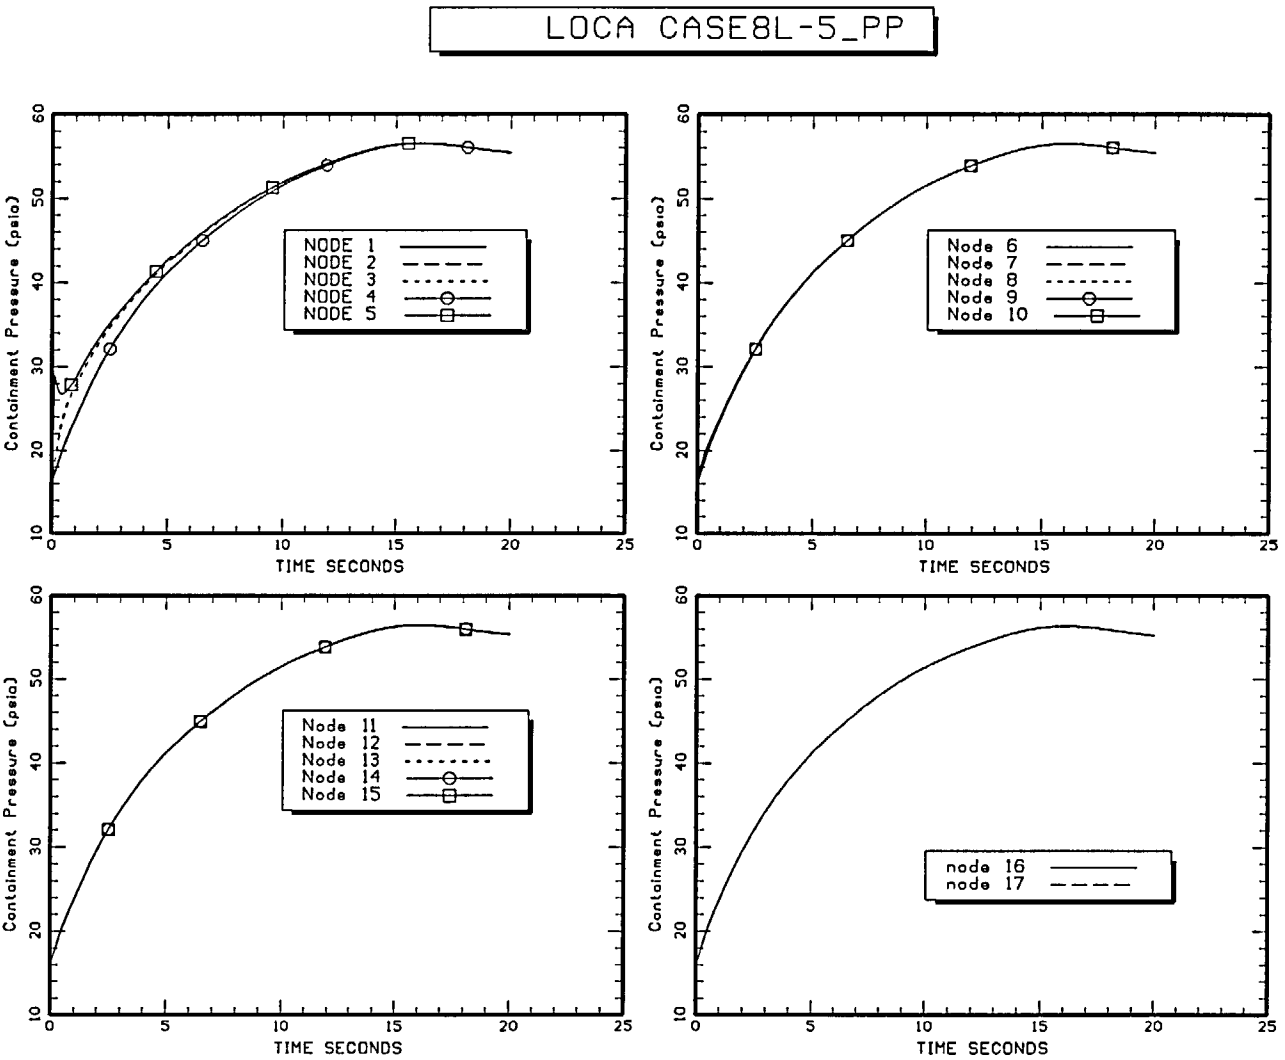 LOCA CASE8L-5_PP
Containment Pressure (psia)
60
50
40
30
20
10
NODE 1
NODE 2
NODE 3
NODE 4
NODE 5
0 5 10 15 20 25
TIME SECONDS
Containment Pressure (psia)
60
50
40
30
20
10
Node 6
Node 7
Node 8
Node 9
Node 10
0 5 10 15 20 25
TIME SECONDS
Containment Pressure (psia)
60
50
40
30
20
10
Node 11
Node 12
Node 13
Node 14
Node 15
0 5 10 15 20 25
TIME SECONDS
Containment Pressure (psia)
60
50
40
30
20
10
node 16
node 17
0 5 10 15 20 25
TIME SECONDS